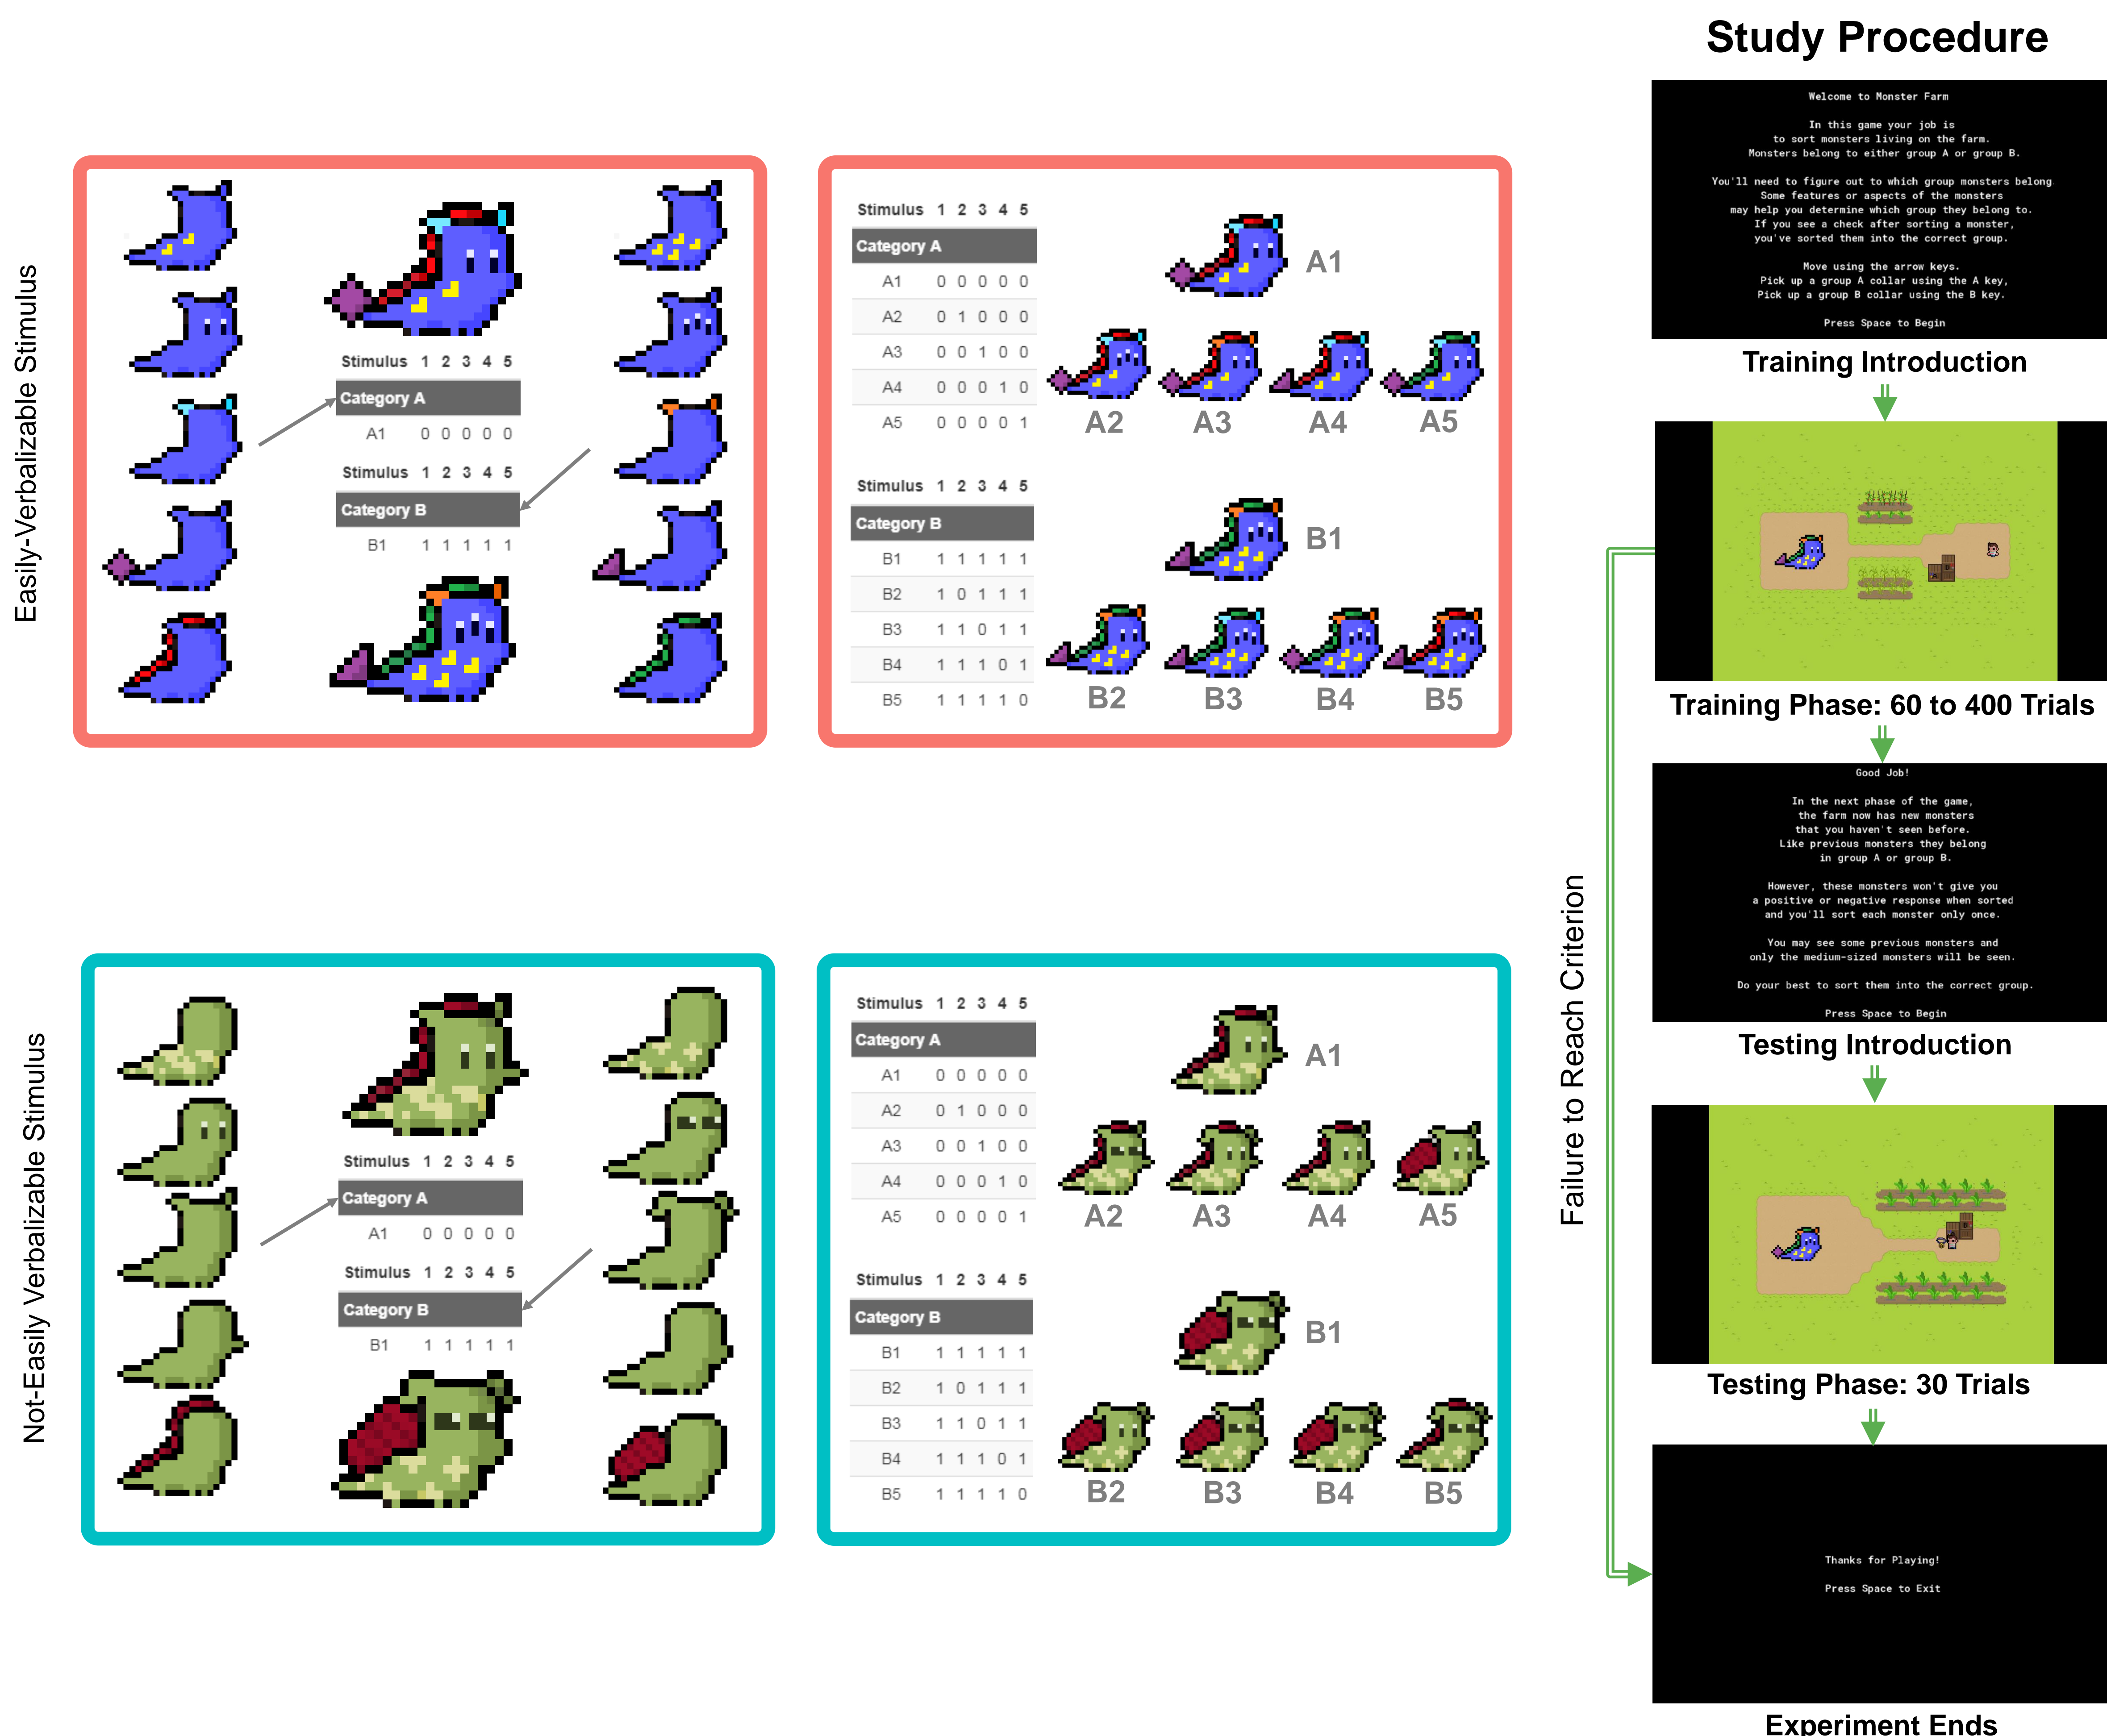 Easily-Verbalizable Stimulus
Stimulus 1 2 3 4 5
Category A
A1 0 0 0 0 0
Stimulus 1 2 3 4 5
Category B
B1 1 1 1 1 1
Stimulus 1 2 3 4 5
Category A
A1 0 0 0 0 0
A2 0 1 0 0 0
A3 0 0 1 0 0
A4 0 0 0 1 0
A5 0 0 0 0 1
A1
A2 A3 A4 A5
Stimulus 1 2 3 4 5
Category B
B1 1 1 1 1 1
B2 1 0 1 1 1
B3 1 1 0 1 1
B4 1 1 1 0 1
B5 1 1 1 1 0
B1
B2 B3 B4 B5
Not-Easily Verbalizable Stimulus
Stimulus 1 2 3 4 5
Category A
A1 0 0 0 0 0
Stimulus 1 2 3 4 5
Category B
B1 1 1 1 1 1
Stimulus 1 2 3 4 5
Category A
A1 0 0 0 0 0
A2 0 1 0 0 0
A3 0 0 1 0 0
A4 0 0 0 1 0
A5 0 0 0 0 1
A1
A2 A3 A4 A5
Stimulus 1 2 3 4 5
Category B
B1 1 1 1 1 1
B2 1 0 1 1 1
B3 1 1 0 1 1
B4 1 1 1 0 1
B5 1 1 1 1 0
B1
B2 B3 B4 B5
Study Procedure
Welcome to Monster Farm
In this game your job is
to sort monsters living on the farm.
Monsters belong to either group A or group B.
You'll need to figure out to which group monsters belong
Some features or aspects of the monsters
may help you determine which group they belong to.
If you see a check after sorting a monster,
you've sorted them into the correct group.
Move using the arrow keys.
Pick up a group A collar using the A key,
Pick up a group B collar using the B key.
Press Space to Begin
Training Introduction
A B
Training Phase: 60 to 400 Trials
Good Job!
In the next phase of the game,
the farm now has new monsters
that you haven't seen before.
Like previous monsters they belong
in group A or group B.
However, these monsters won't give you
a positive or negative response when sorted
and you'll sort each monster only once.
You may see some previous monsters and
only the medium-sized monsters will be seen.
Do your best to sort them into the correct group.
Press Space to Begin
Testing Introduction
Testing Phase: 30 Trials
Failure to Reach Criterion
Thanks for Playing!
Press Space to Exit
Experiment Ends